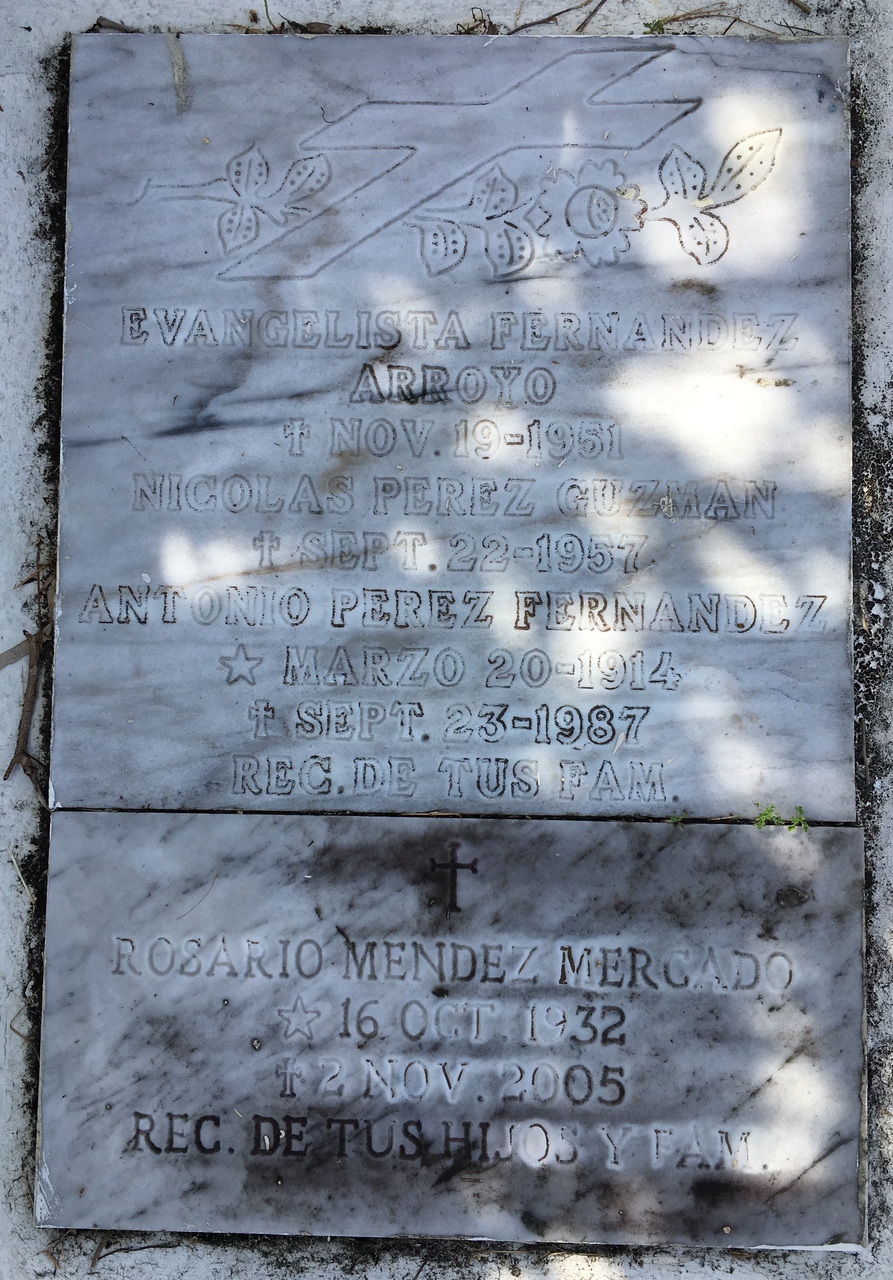 EVANGELISTA FERNANDEZ
ARROYO
✝ NOV. 19-1951
NICOLAS PEREZ GUZMAN
✝ SEPT. 22-1957
ANTONIO PEREZ FERNANDEZ
☆ MARZO 20-1914
✝ SEPT. 23-1987
REC. DE TUS FAM.
ROSARIO MENDEZ MERCADO
☆ 16 OCT. 1932
✝ 2 NOV. 2005
REC. DE TUS HIJOS Y FAM.